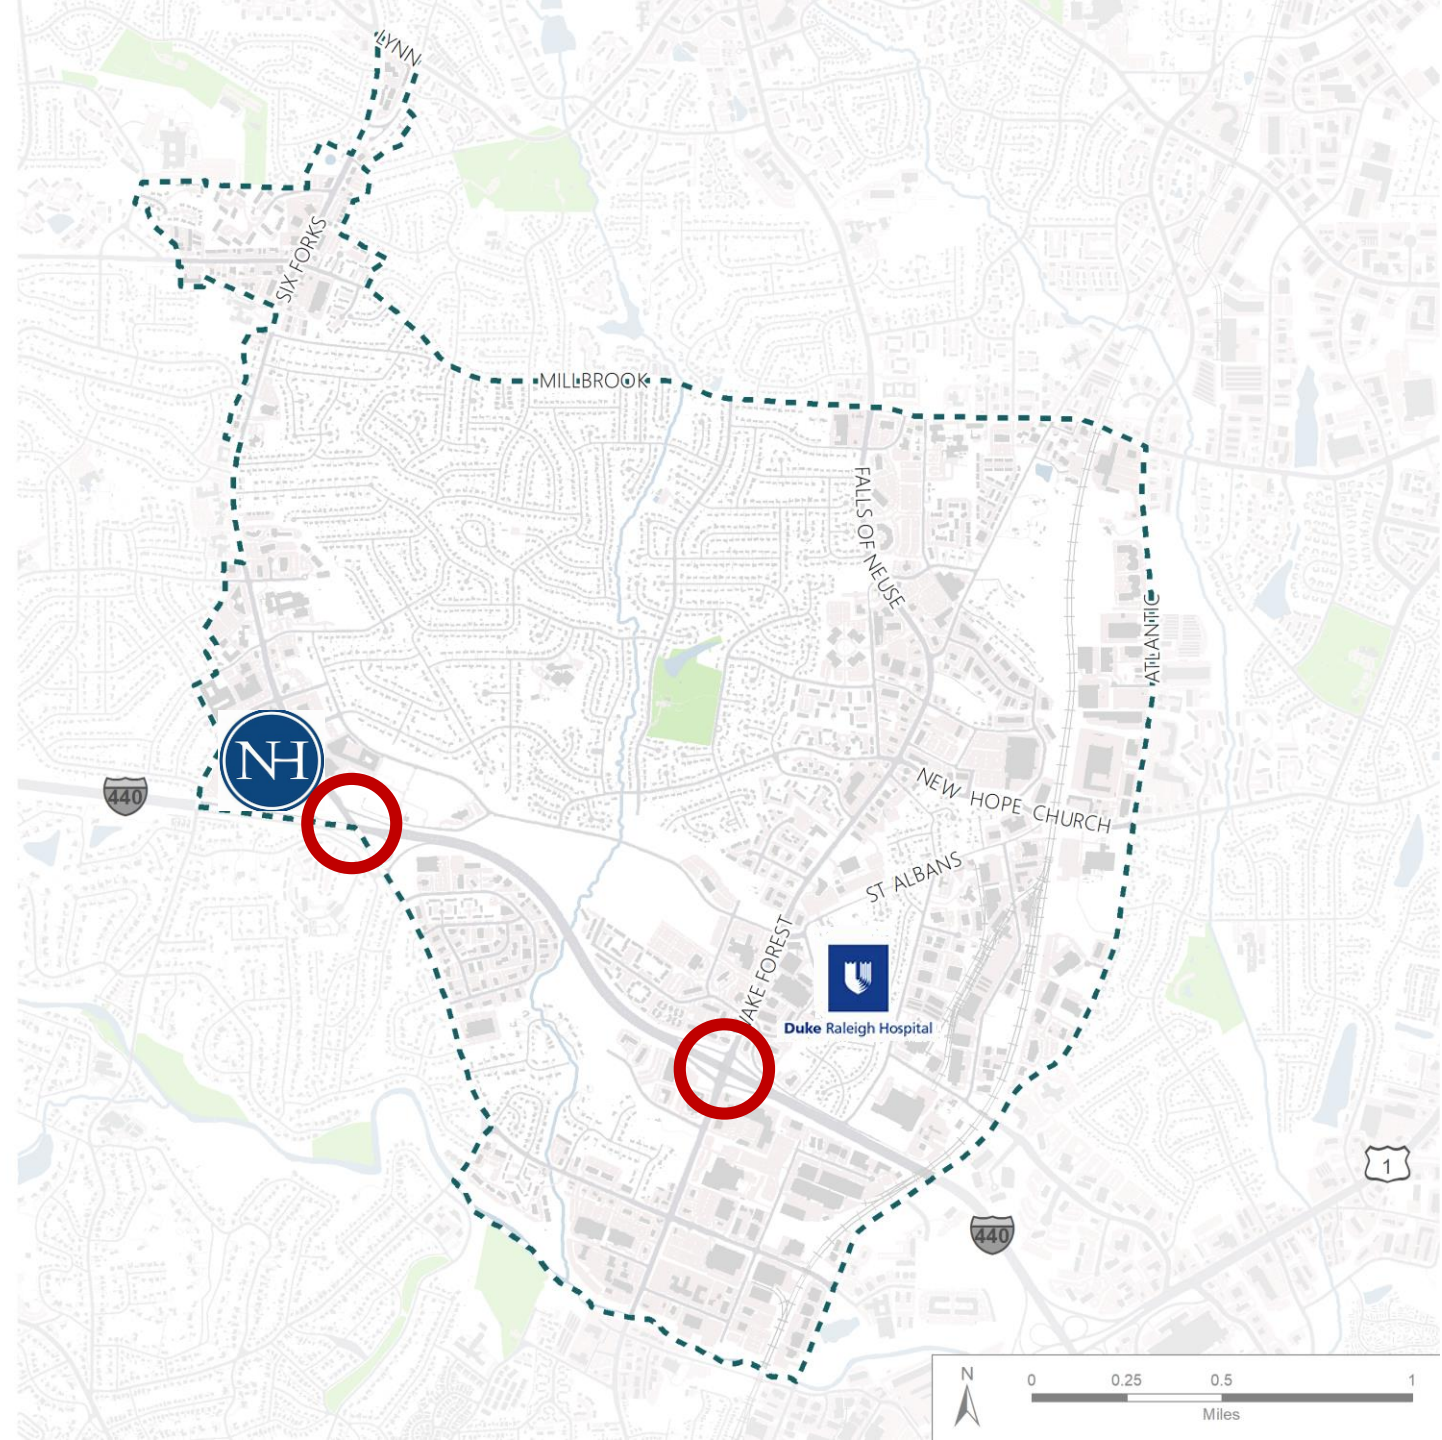 LYNN
SIX FORKS
MILLBROOK
FALLS OF NEUSE
ATLANTIC
NH
440
NEW HOPE CHURCH
ST ALBANS
WAKE FOREST
Duke Raleigh Hospital
1
440
N
0 0.25 0.5 1
Miles